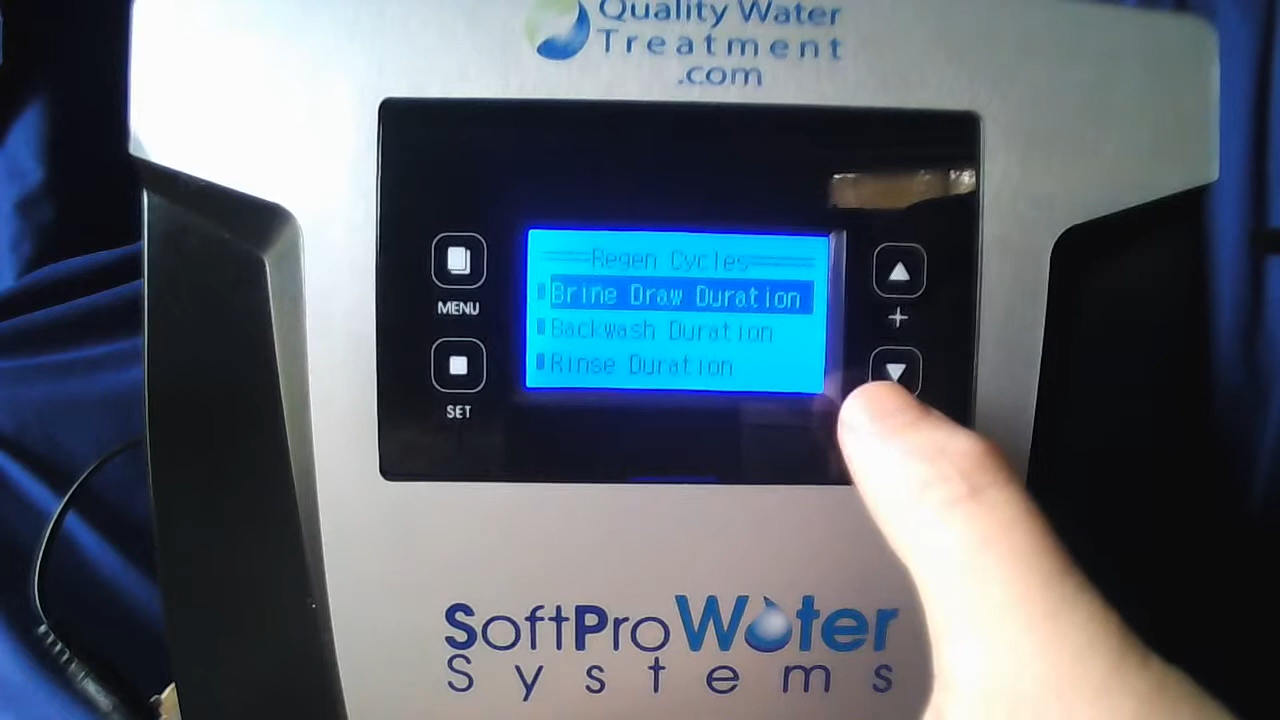 Quality Water
Treatment
.com
MENU
SET
Regen Cycles
Brine Draw Duration
Backwash Duration
Rinse Duration
+
SoftProWater
Systems